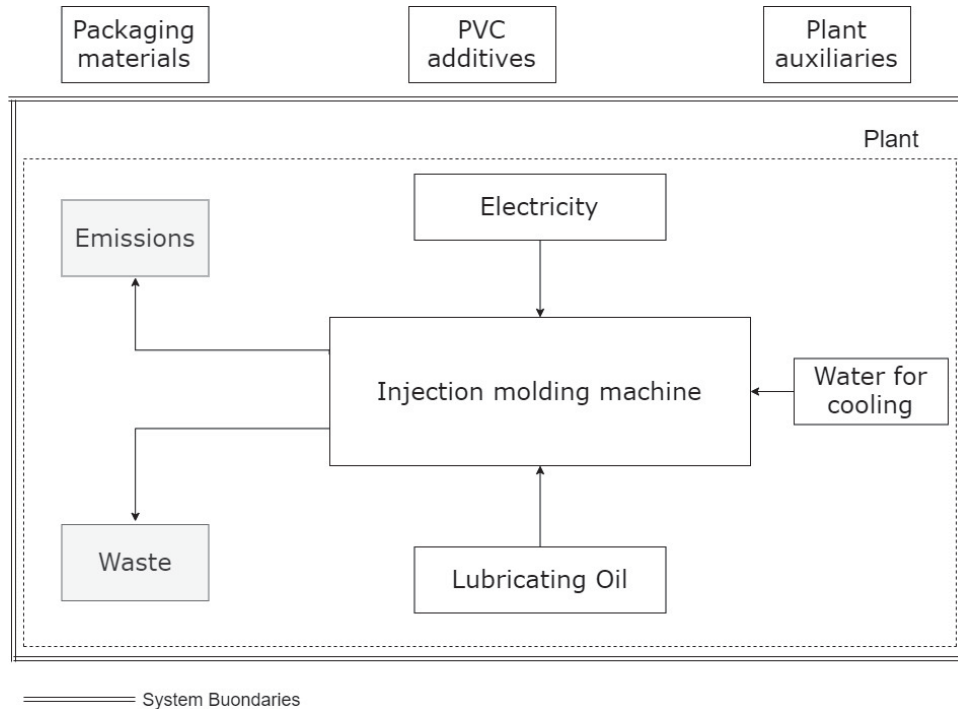 Packaging
materials
PVC
additives
Plant
auxiliaries
Plant
Electricity
Emissions
Injection molding machine
Water for
cooling
Waste
Lubricating Oil
System Buondaries